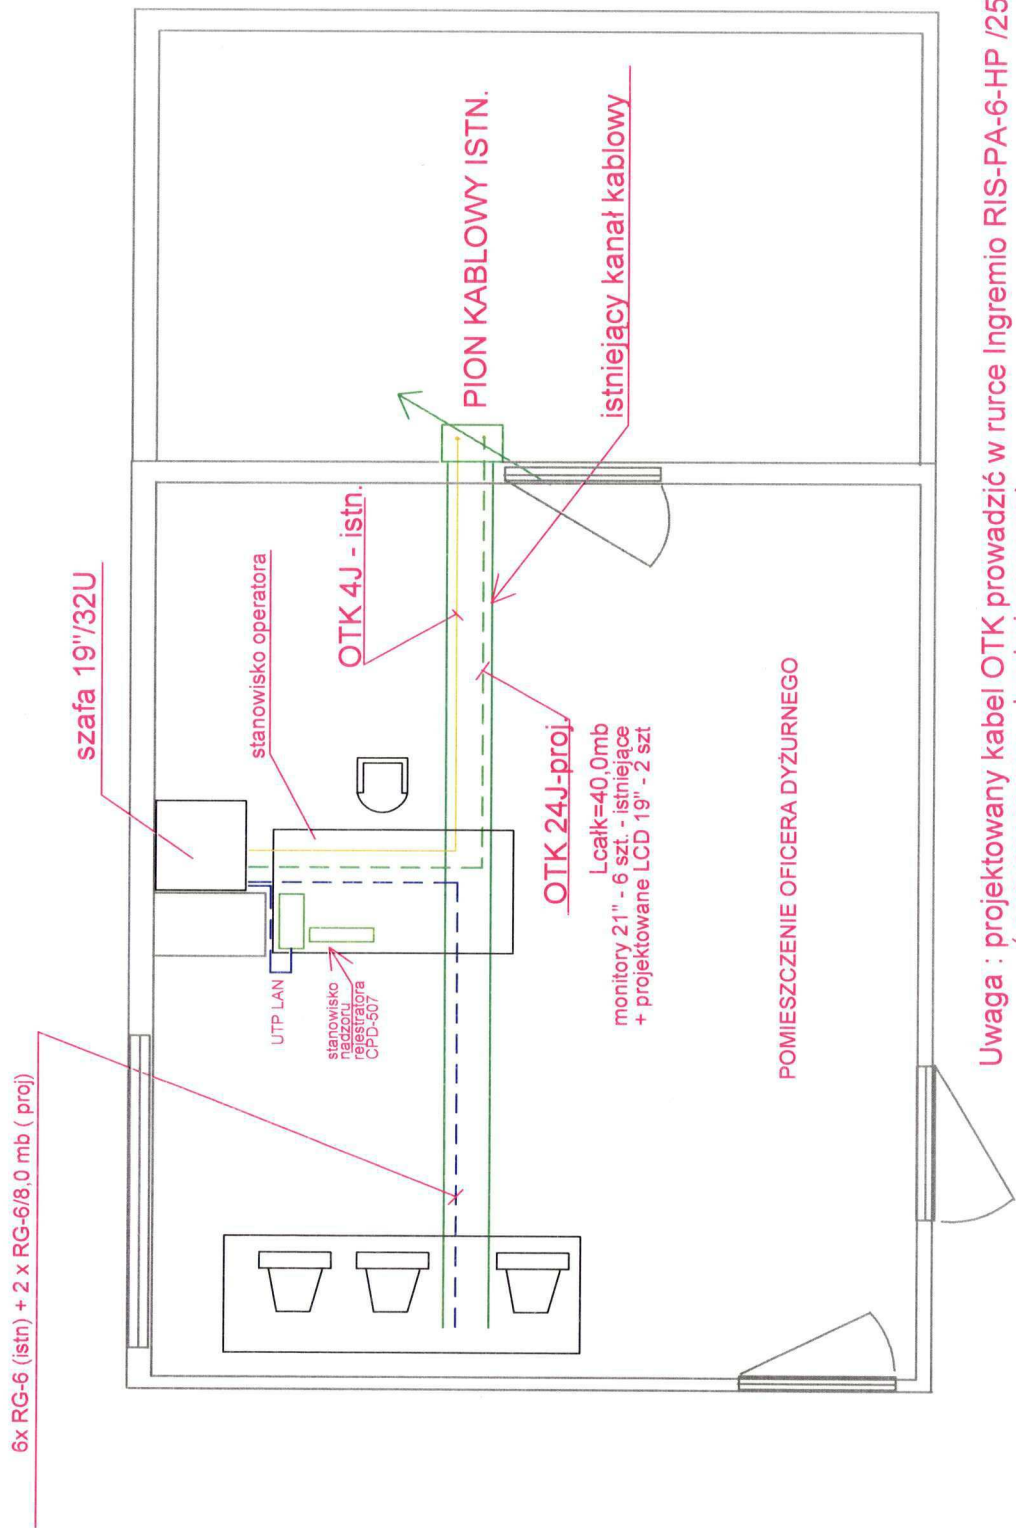 6x RG-6 (istn) + 2 x RG-6/8,0 mb ( proj)
szafa 19"/32U
stanowisko operatora
UTP LAN
stanowisko
nadzoru
rejestratora
CPD-507
OTK 4J - istn.
PION KABLOWY ISTN.
OTK 24J-proj.
Lcałk=40,0mb
monitory 21" - 6 szt. - istniejące
+ projektowane LCD 19" - 2 szt
istniejący kanał kablowy
POMIESZCZENIE OFICERA DYŻURNEGO
Uwaga : projektowany kabel OTK prowadzić w rurce Ingremio RIS-PA-6-HP /25